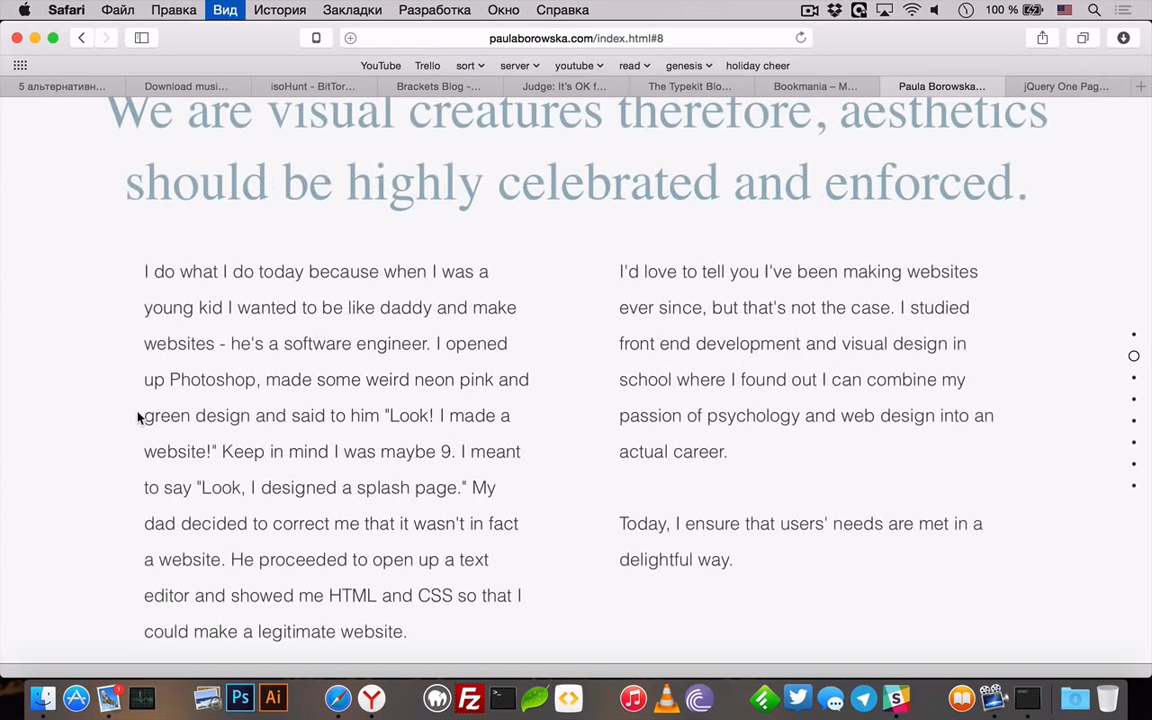 Safari Файл Правка Вид История Закладки Разработка Окно Справка 100 %
paulaborowska.com/index.html#8
YouTube Trello sort server youtube read genesis holiday cheer
5 альтернативн... Download musi... isoHunt - BitTor... Brackets Blog -... Judge: It's OK f... The Typekit Blo... Bookmania – M... Paula Borowska... jQuery One Pag...
We are visual creatures therefore, aesthetics
should be highly celebrated and enforced.
I do what I do today because when I was a
young kid I wanted to be like daddy and make
websites - he's a software engineer. I opened
up Photoshop, made some weird neon pink and
green design and said to him "Look! I made a
website!" Keep in mind I was maybe 9. I meant
to say "Look, I designed a splash page." My
dad decided to correct me that it wasn't in fact
a website. He proceeded to open up a text
editor and showed me HTML and CSS so that I
could make a legitimate website.
I'd love to tell you I've been making websites
ever since, but that's not the case. I studied
front end development and visual design in
school where I found out I can combine my
passion of psychology and web design into an
actual career.
Today, I ensure that users' needs are met in a
delightful way.
Ps Ai